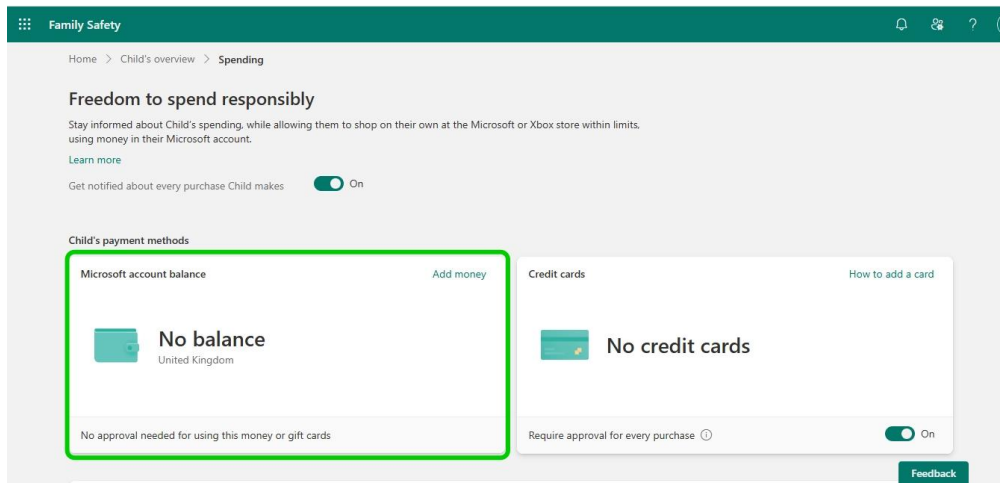 Family Safety
?
Home > Child's overview > Spending
Freedom to spend responsibly
Stay informed about Child's spending, while allowing them to shop on their own at the Microsoft or Xbox store within limits,
using money in their Microsoft account.
Learn more
Get notified about every purchase Child makes On
Child's payment methods
Microsoft account balance Add money
No balance
United Kingdom
No approval needed for using this money or gift cards
Credit cards How to add a card
No credit cards
Require approval for every purchase On
Feedback